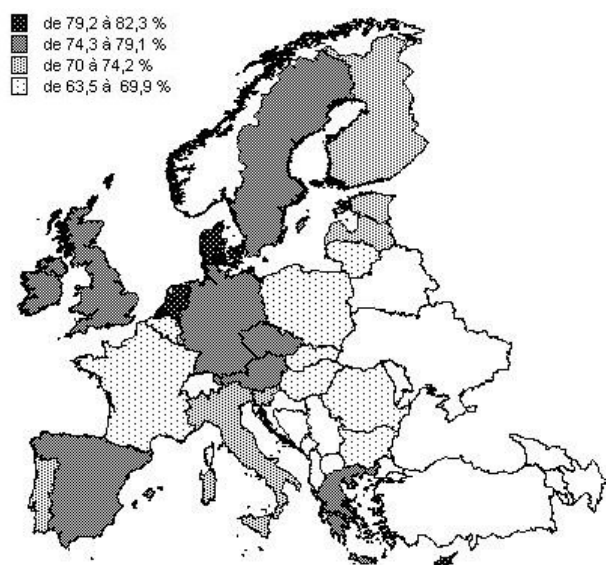 de 79,2 à 82,3 %
de 74,3 à 79,1 %
de 70 à 74,2 %
de 63,5 à 69,9 %